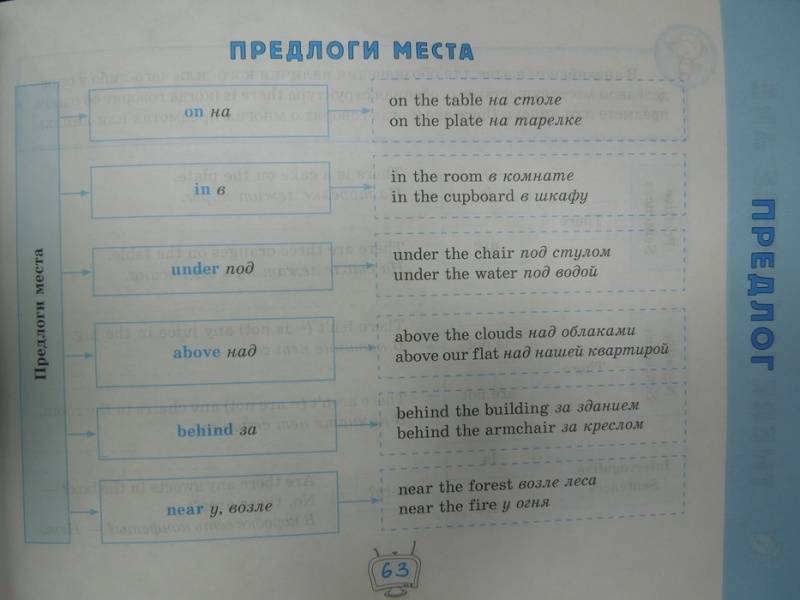 ПРЕДЛОГИ МЕСТА
Предлоги места
on на
on the table на столе
on the plate на тарелке
in в
in the room в комнате
in the cupboard в шкафу
under под
under the chair под стулом
under the water под водой
above над
above the clouds над облаками
above our flat над нашей квартирой
behind за
behind the building за зданием
behind the armchair за креслом
near у, возле
near the forest возле леса
near the fire у огня
63
ПРЕДЛОГ